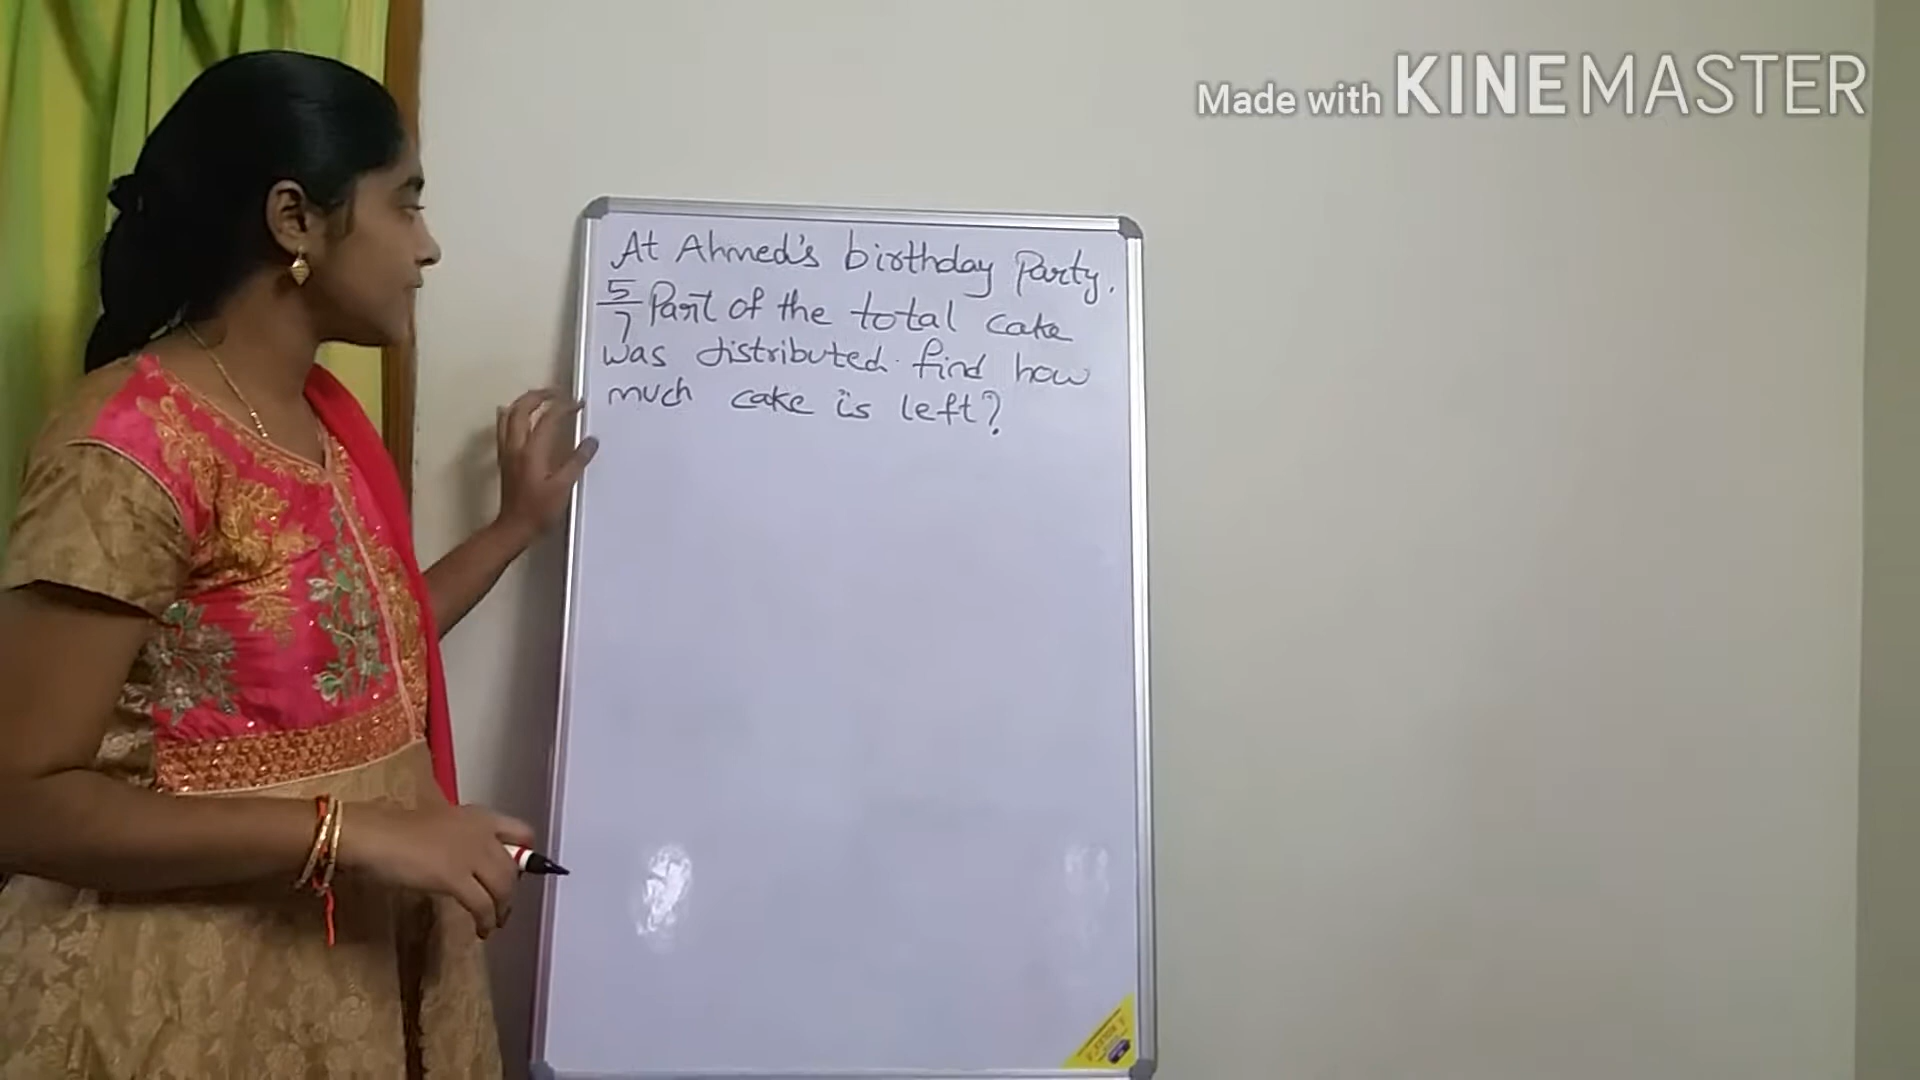 Made with KINEMASTER
At Ahmed's birthday Party.
5/7 Part of the total cake
was distributed. find how
much cake is left?